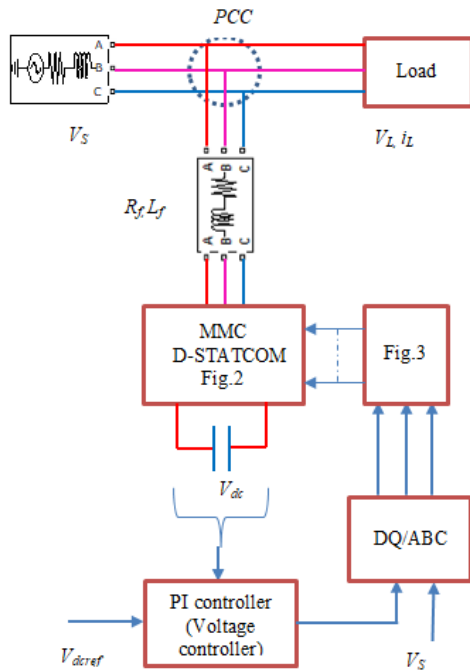 PCC
A
B
C
Load
V_S
V_L, i_L
A
B
C
R_f, L_f
A
B
C
MMC
D-STATCOM
Fig.2
Fig.3
V_dc
DQ/ABC
PI controller
(Voltage
controller)
V_dcref
V_S